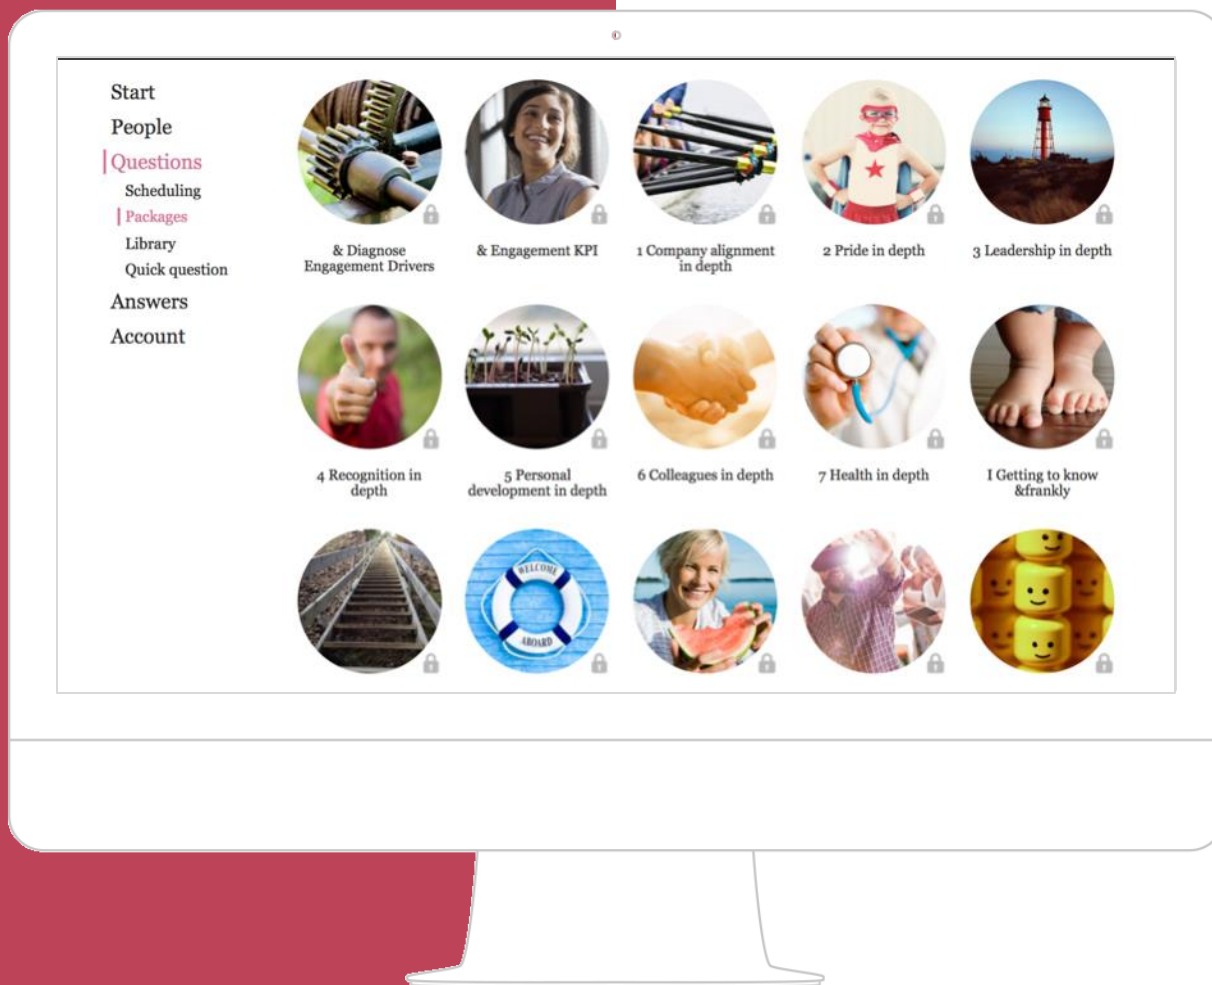 Start
People
Questions
Scheduling
Packages
Library
Quick question
Answers
Account
& Diagnose
Engagement Drivers
& Engagement KPI
1 Company alignment
in depth
2 Pride in depth
3 Leadership in depth
4 Recognition in
depth
5 Personal
development in depth
6 Colleagues in depth
7 Health in depth
I Getting to know
&frankly
WELCOME
ABOARD